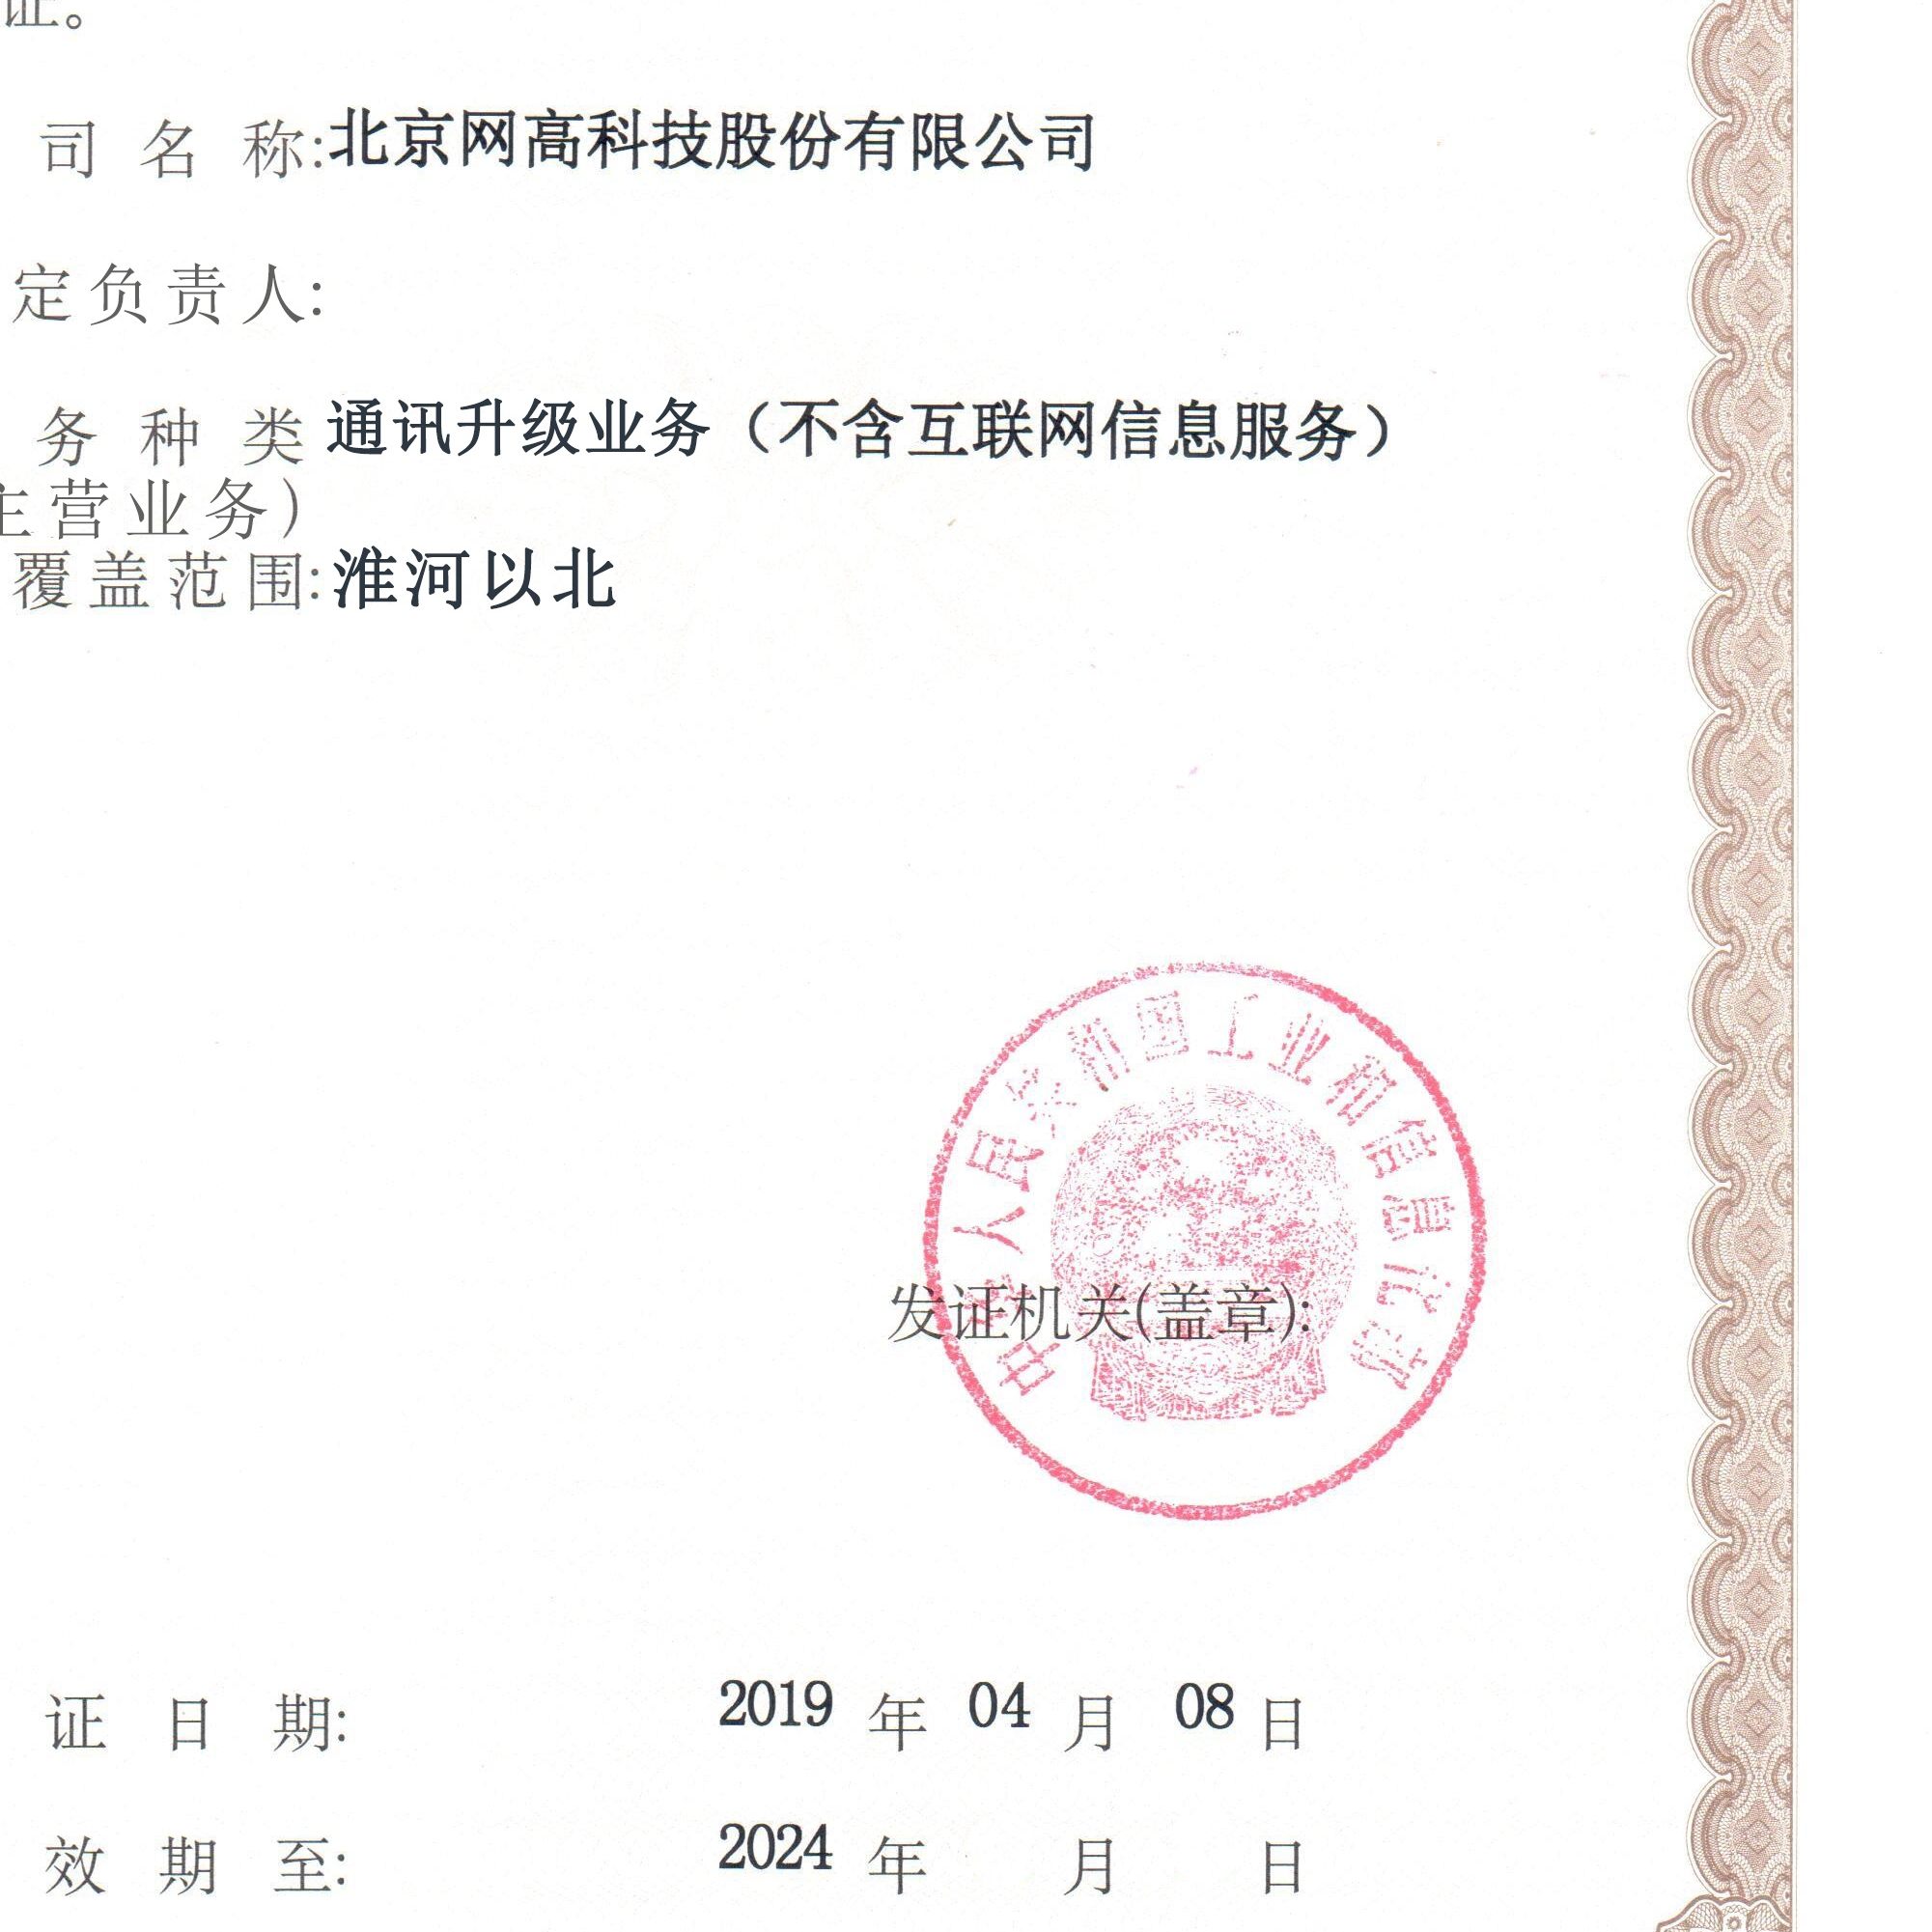 证。
司名称:北京网高科技股份有限公司
定负责人:
务种类 通讯升级业务（不含互联网信息服务）
主营业务）
覆盖范围:淮河以北
中华人民共和国工业和信息化部
发证机关(盖章):
证日期: 2019 年 04 月 08 日
效期至: 2024 年 月 日